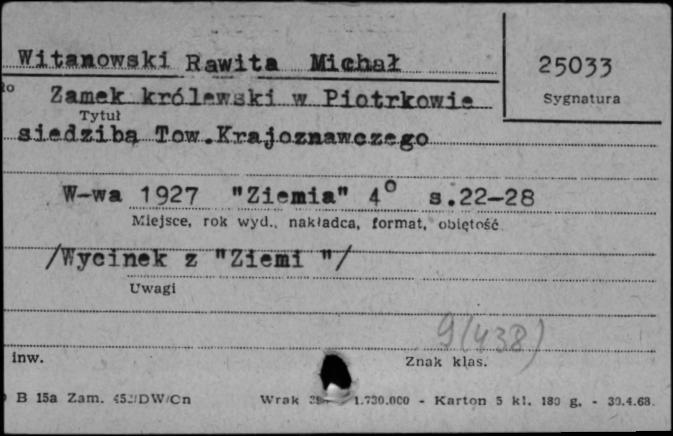 Witanowski Rawita Michał
25033
Sygnatura
Zamek królewski w Piotrkowie
Tytuł
siedzibą Tow.Krajoznawczego
W-wa 1927 "Ziemia" 4° s.22-28
Miejsce, rok wyd., nakładca, format, objętość
/Wycinek z "Ziemi "/
Uwagi
9(438)
inw.
Znak klas.
B 15a Zam. DW/Cn Wrak 1.730.000 - Karton 5 kl. 180 g. - 30.4.68.